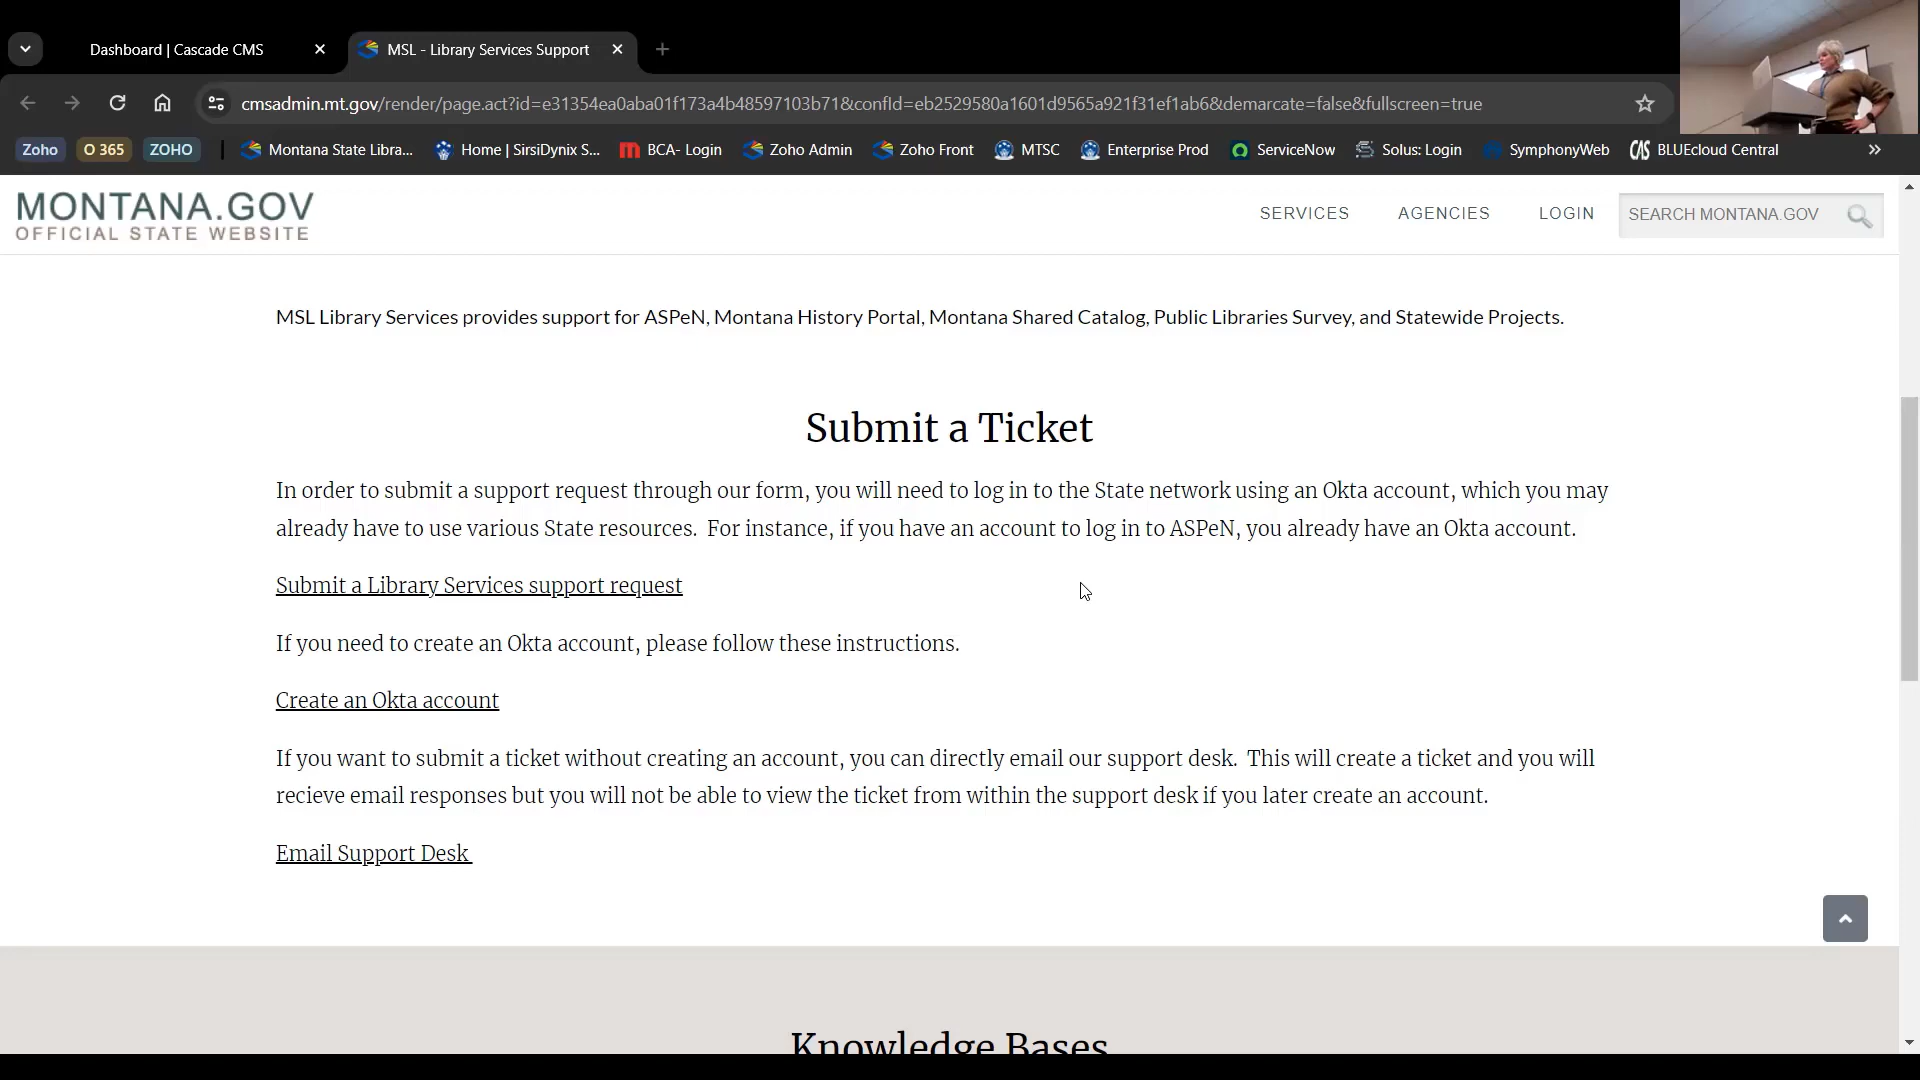 Dashboard | Cascade CMS
MSL - Library Services Support
cmsadmin.mt.gov/render/page.act?id=e31354ea0aba01f173a4b48597103b71&confId=eb2529580a1601d9565a921f31ef1ab6&demarcate=false&fullscreen=true
Zoho O 365 ZOHO Montana State Libra... Home | SirsiDynix S... BCA- Login Zoho Admin Zoho Front MTSC Enterprise Prod ServiceNow Solus: Login SymphonyWeb BLUEcloud Central
MONTANA.GOV
OFFICIAL STATE WEBSITE
SERVICES AGENCIES LOGIN SEARCH MONTANA.GOV
MSL Library Services provides support for ASPeN, Montana History Portal, Montana Shared Catalog, Public Libraries Survey, and Statewide Projects.
Submit a Ticket
In order to submit a support request through our form, you will need to log in to the State network using an Okta account, which you may
already have to use various State resources. For instance, if you have an account to log in to ASPeN, you already have an Okta account.
Submit a Library Services support request
If you need to create an Okta account, please follow these instructions.
Create an Okta account
If you want to submit a ticket without creating an account, you can directly email our support desk. This will create a ticket and you will
recieve email responses but you will not be able to view the ticket from within the support desk if you later create an account.
Email Support Desk
Knowledge Bases